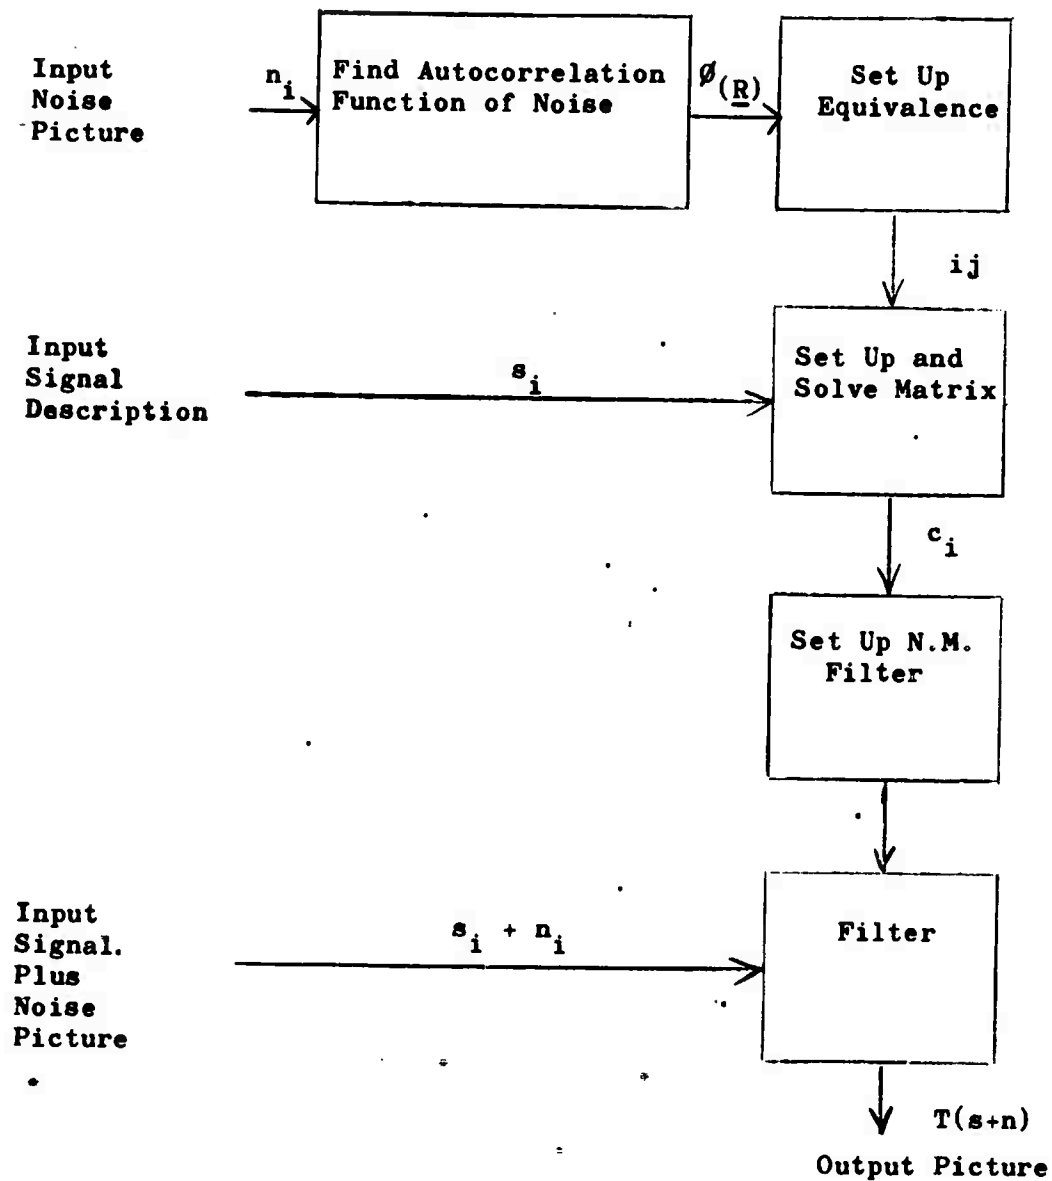 Input
Noise
Picture
n_i
Find Autocorrelation
Function of Noise
Ø_(R)
Set Up
Equivalence
ij
Input
Signal
Description
s_i
Set Up and
Solve Matrix
c_i
Set Up N.M.
Filter
Input
Signal.
Plus
Noise
Picture
s_i + n_i
Filter
T(s+n)
Output Picture